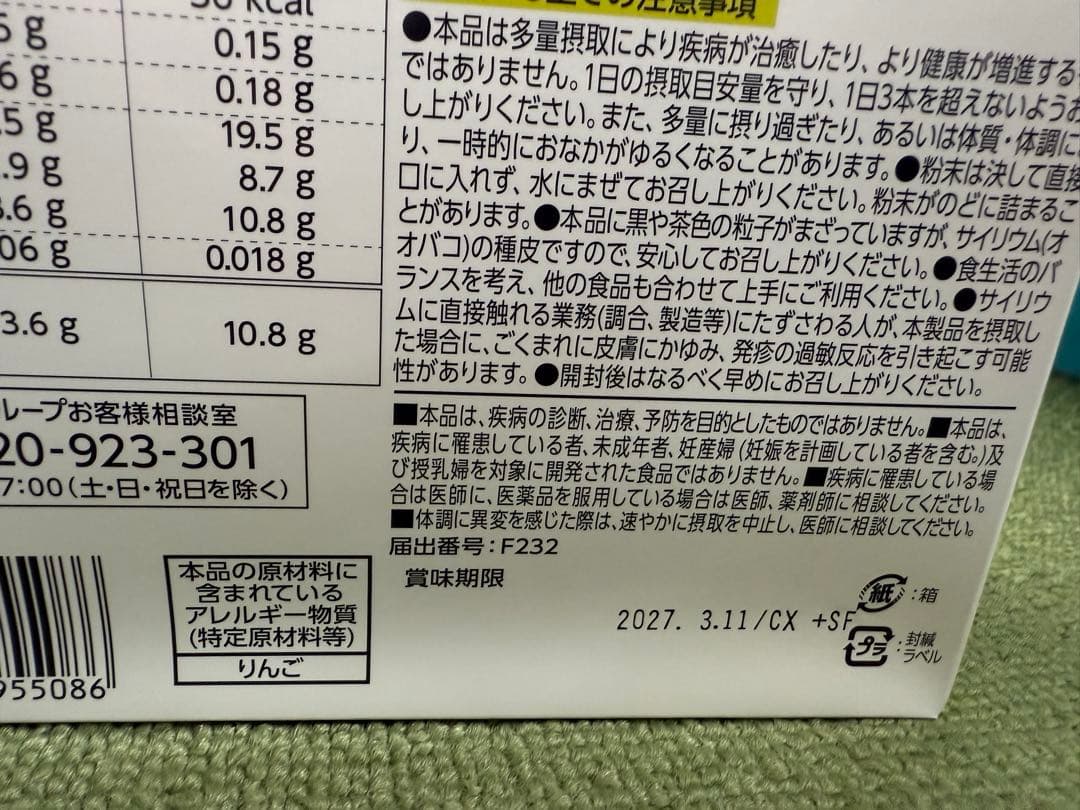 kcal
5 g 0.15 g
6 g 0.18 g
.5 g 19.5 g
.9 g 8.7 g
.6 g 10.8 g
06 g 0.018 g
3.6 g 10.8 g
ループお客様相談室
20-923-301
7:00(土・日・祝日を除く)
955086
本品の原材料に
含まれている
アレルギー物質
(特定原材料等)
りんご
の注意事項
●本品は多量摂取により疾病が治癒したり、より健康が増進する
ではありません。1日の摂取目安量を守り、1日3本を超えないようお
し上がりください。また、多量に摂り過ぎたり、あるいは体質・体調に
り、一時的におなかがゆるくなることがあります。●粉末は決して直接
口に入れず、水にまぜてお召し上がりください。粉末がのどに詰まるこ
とがあります。●本品に黒や茶色の粒子がまざっていますが、サイリウム(オ
オバコ)の種皮ですので、安心してお召し上がりください。●食生活のバ
ランスを考え、他の食品も合わせて上手にご利用ください。●サイリウ
ムに直接触れる業務(調合、製造等)にたずさわる人が、本製品を摂取し
た場合に、ごくまれに皮膚にかゆみ、発疹の過敏反応を引き起こす可能
性があります。●開封後はなるべく早めにお召し上がりください。
■本品は、疾病の診断、治療、予防を目的としたものではありません。■本品は、
疾病に罹患している者、未成年者、妊産婦(妊娠を計画している者を含む。)及
び授乳婦を対象に開発された食品ではありません。■疾病に罹患している場
合は医師に、医薬品を服用している場合は医師、薬剤師に相談してください。
■体調に異変を感じた際は、速やかに摂取を中止し、医師に相談してください。
届出番号:F232
賞味期限
2027. 3.11/CX +SF
紙:箱
プラ:封緘
ラベル